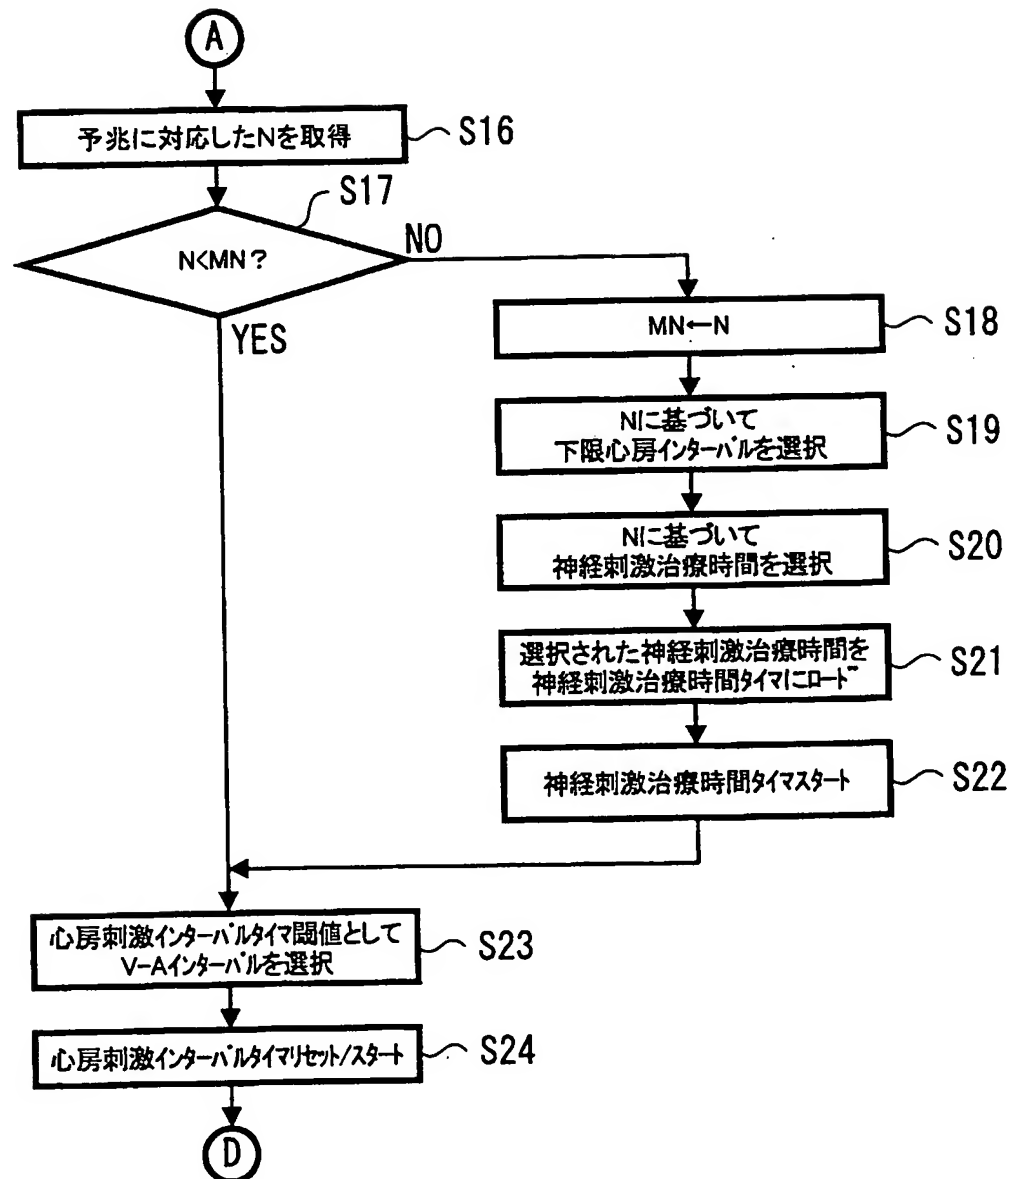 A
予兆に対応したNを取得
S16
S17
N<MN?
NO
YES
MN←N
S18
Nに基づいて
下限心房インターバルを選択
S19
Nに基づいて
神経刺激治療時間を選択
S20
選択された神経刺激治療時間を
神経刺激治療時間タイマにロード
S21
神経刺激治療時間タイマスタート
S22
心房刺激インターバルタイマ閾値として
V-Aインターバルを選択
S23
心房刺激インターバルタイマリセット/スタート
S24
D